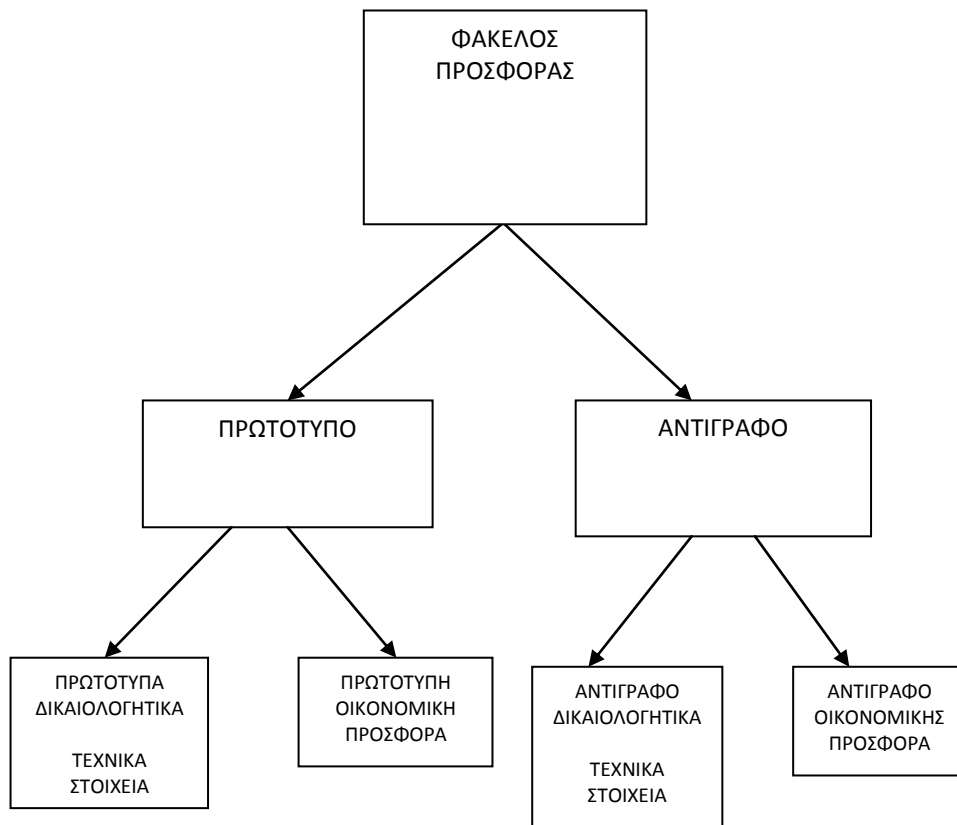 ΦΑΚΕΛΟΣ
ΠΡΟΣΦΟΡΑΣ
ΠΡΩΤΟΤΥΠΟ
ΑΝΤΙΓΡΑΦΟ
ΠΡΩΤΟΤΥΠΑ
ΔΙΚΑΙΟΛΟΓΗΤΙΚΑ
ΤΕΧΝΙΚΑ
ΣΤΟΙΧΕΙΑ
ΠΡΩΤΟΤΥΠΗ
ΟΙΚΟΝΟΜΙΚΗ
ΠΡΟΣΦΟΡΑ
ΑΝΤΙΓΡΑΦΟ
ΔΙΚΑΙΟΛΟΓΗΤΙΚΑ
ΤΕΧΝΙΚΑ
ΣΤΟΙΧΕΙΑ
ΑΝΤΙΓΡΑΦΟ
ΟΙΚΟΝΟΜΙΚΗΣ
ΠΡΟΣΦΟΡΑ